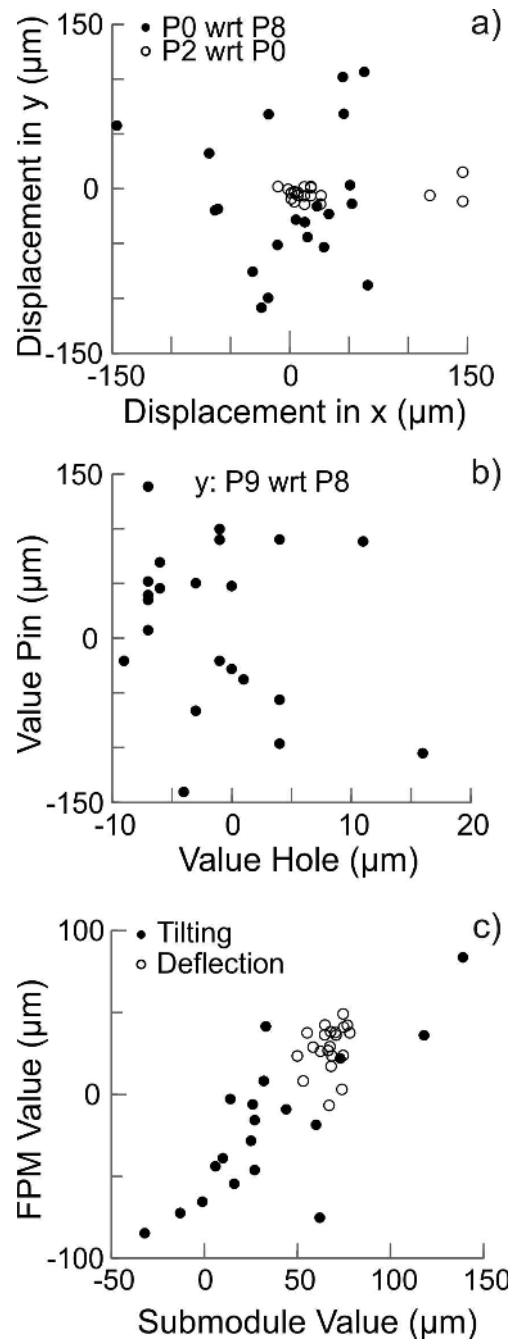 150
● P0 wrt P8
a)
○ P2 wrt P0
Displacement in y (µm)
0
-150
-150
0
150
Displacement in x (µm)
150
y: P9 wrt P8
b)
Value Pin (µm)
0
-150
-10
0
10
20
Value Hole (µm)
100
● Tilting
c)
○ Deflection
FPM Value (µm)
0
-100
-50
0
50
100
150
Submodule Value (µm)